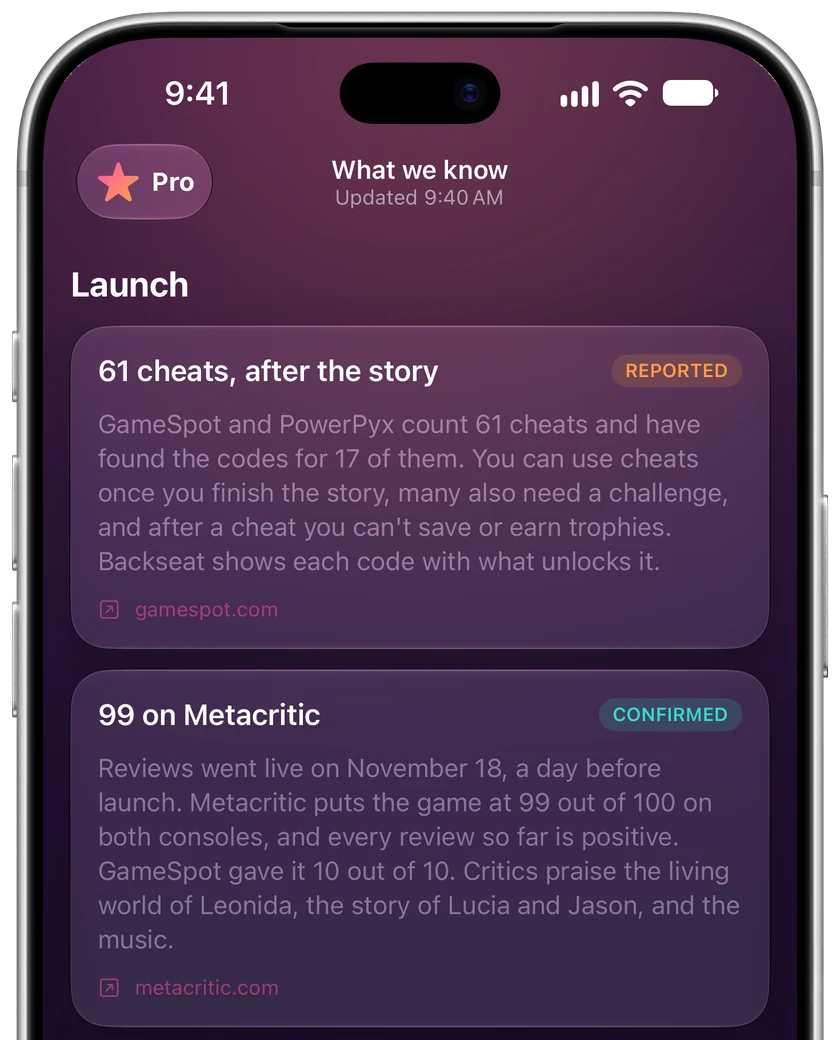 9:41
Pro
What we know
Updated 9:40 AM
Launch
61 cheats, after the story
REPORTED
GameSpot and PowerPyx count 61 cheats and have
found the codes for 17 of them. You can use cheats
once you finish the story, many also need a challenge,
and after a cheat you can't save or earn trophies.
Backseat shows each code with what unlocks it.
gamespot.com
99 on Metacritic
CONFIRMED
Reviews went live on November 18, a day before
launch. Metacritic puts the game at 99 out of 100 on
both consoles, and every review so far is positive.
GameSpot gave it 10 out of 10. Critics praise the living
world of Leonida, the story of Lucia and Jason, and the
music.
metacritic.com